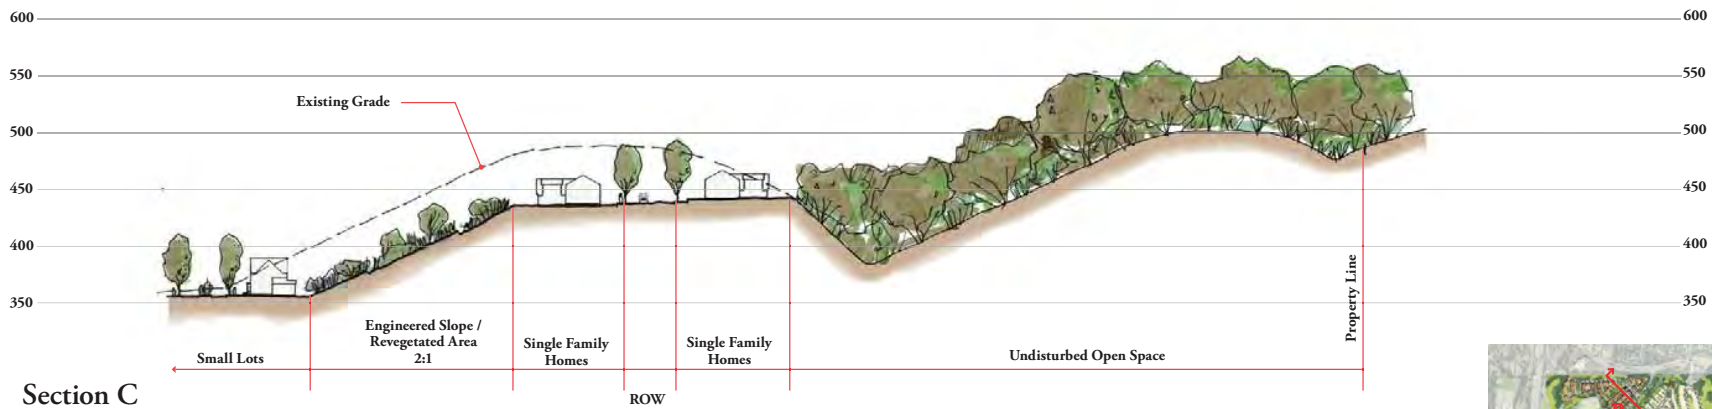 600
600
550
550
Existing Grade
500
500
450
450
400
400
350
350
Property Line
Engineered Slope /
Revegetated Area
2:1
Small Lots
Single Family
Homes
Single Family
Homes
Undisturbed Open Space
Section C
ROW